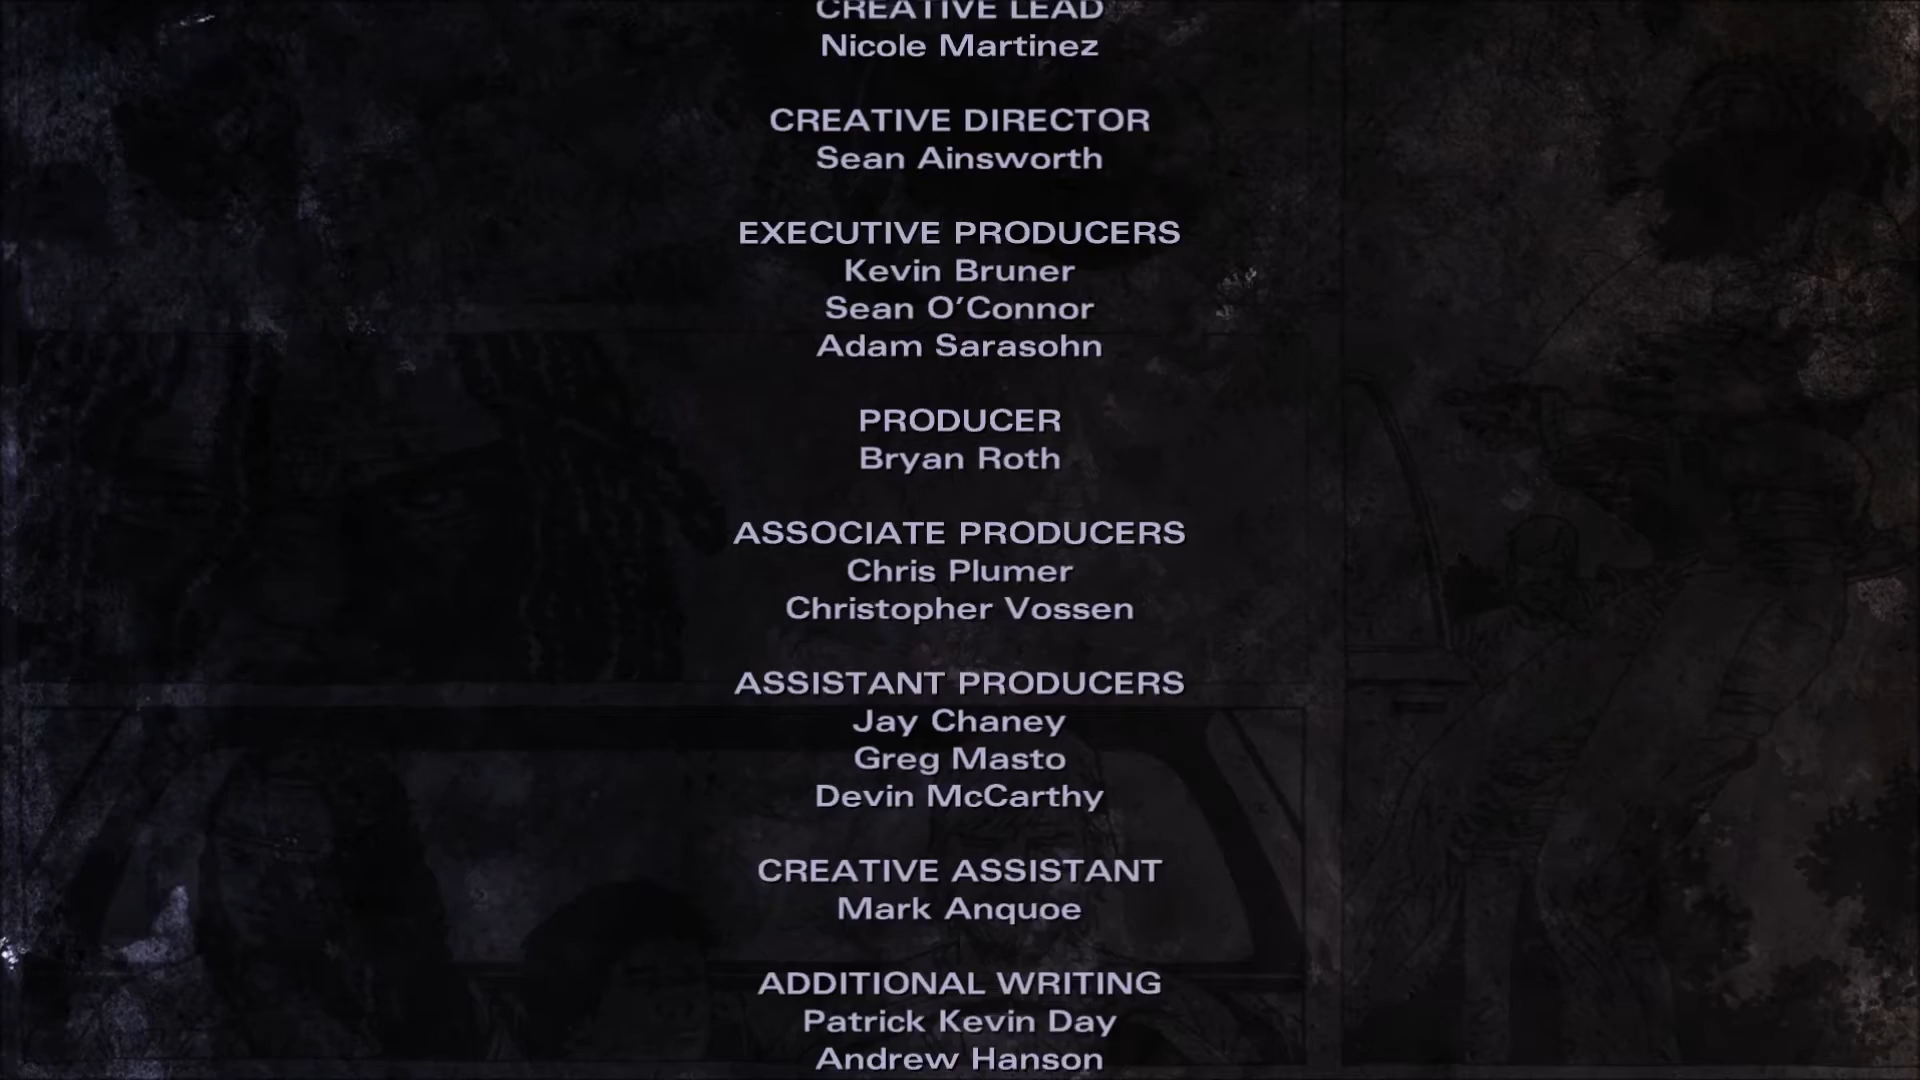 CREATIVE LEAD
Nicole Martinez
CREATIVE DIRECTOR
Sean Ainsworth
EXECUTIVE PRODUCERS
Kevin Bruner
Sean O’Connor
Adam Sarasohn
PRODUCER
Bryan Roth
ASSOCIATE PRODUCERS
Chris Plumer
Christopher Vossen
ASSISTANT PRODUCERS
Jay Chaney
Greg Masto
Devin McCarthy
CREATIVE ASSISTANT
Mark Anquoe
ADDITIONAL WRITING
Patrick Kevin Day
Andrew Hanson